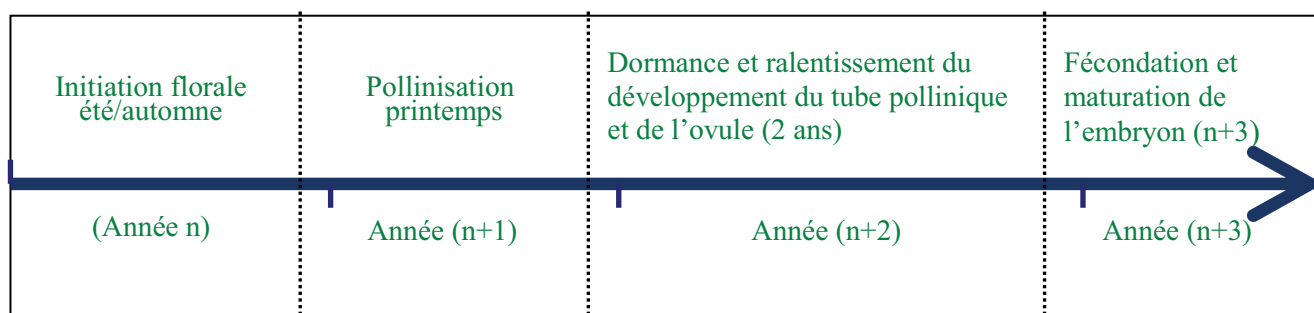 Initiation florale
été/automne
Pollinisation
printemps
Dormance et ralentissement du
développement du tube pollinique
et de l’ovule (2 ans)
Fécondation et
maturation de
l’embryon (n+3)
(Année n)
Année (n+1)
Année (n+2)
Année (n+3)